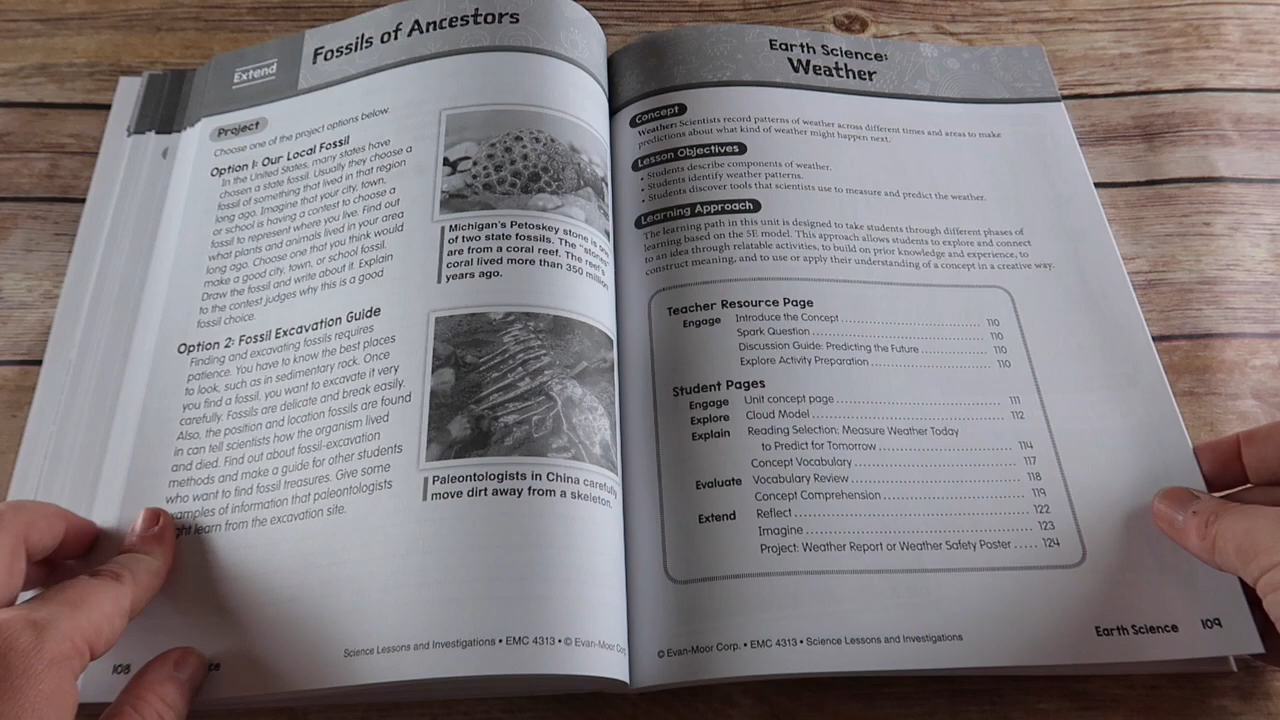 Extend
Fossils of Ancestors
Project
Choose one of the project options below.
Option 1: Our Local Fossil
In the United States, many states have
chosen a state fossil. Usually they choose a
fossil of something that lived in that region
long ago. Imagine that your city, town,
or school is having a contest to choose a
fossil to represent where you live. Find out
what plants and animals lived in your area
long ago. Choose one that you think would
make a good city, town, or school fossil.
Draw the fossil and write about it. Explain
to the contest judges why this is a good
fossil choice.
Option 2: Fossil Excavation Guide
Finding and excavating fossils requires
patience. You have to know the best places
to look, such as in sedimentary rock. Once
you find a fossil, you want to excavate it very
carefully. Fossils are delicate and break easily.
Also, the position and location fossils are found
in can tell scientists how the organism lived
and died. Find out about fossil-excavation
methods and make a guide for other students
who want to find fossil treasures. Give some
examples of information that paleontologists
learn from the excavation site.
Michigan's Petoskey stone is one
of two state fossils. The "stones"
are from a coral reef. The reef's
coral lived more than 350 million
years ago.
Paleontologists in China carefully
move dirt away from a skeleton.
108
Science Lessons and Investigations • EMC 4313 • © Evan-Moor Corp.
Earth Science:
Weather
Concept
Weather: Scientists record patterns of weather across different times and areas to make
predictions about what kind of weather might happen next.
Lesson Objectives
• Students describe components of weather.
• Students identify weather patterns.
• Students discover tools that scientists use to measure and predict the weather.
Learning Approach
The learning path in this unit is designed to take students through different phases of
learning based on the 5E model. This approach allows students to explore and connect
to an idea through relatable activities, to build on prior knowledge and experience, to
construct meaning, and to use or apply their understanding of a concept in a creative way.
Teacher Resource Page
Engage Introduce the Concept 110
Spark Question 110
Discussion Guide: Predicting the Future 110
Explore Activity Preparation 110
Student Pages
Engage Unit concept page 111
Explore Cloud Model 112
Explain Reading Selection: Measure Weather Today
to Predict for Tomorrow 114
Concept Vocabulary 117
Evaluate Vocabulary Review 118
Concept Comprehension 119
Extend Reflect 122
Imagine 123
Project: Weather Report or Weather Safety Poster 124
© Evan-Moor Corp. • EMC 4313 • Science Lessons and Investigations
Earth Science 109